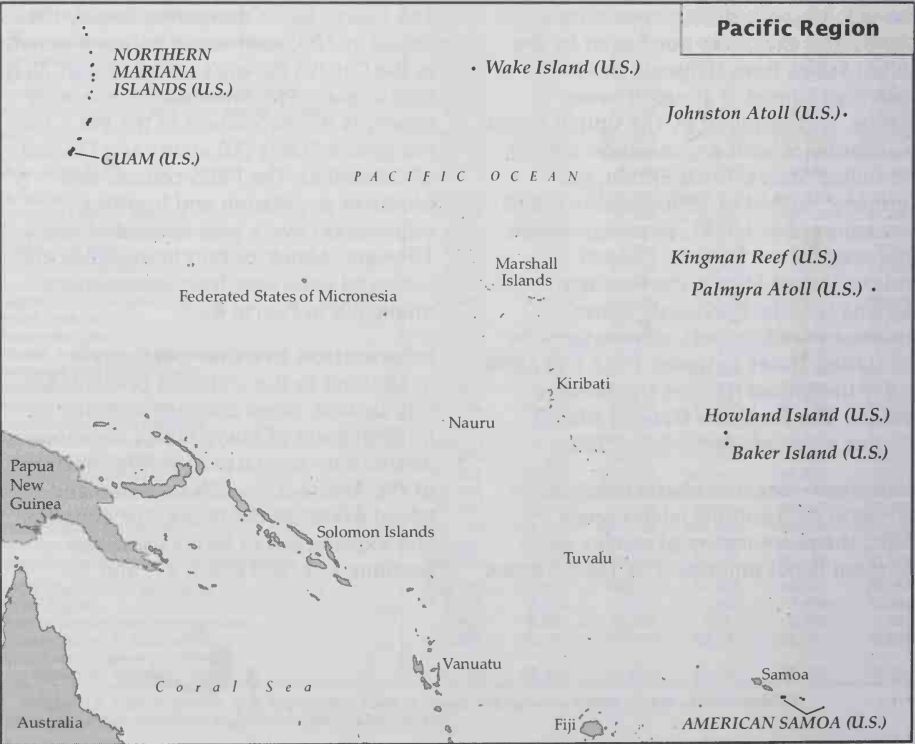 Pacific Region
NORTHERN
MARIANA
ISLANDS (U.S.)
Wake Island (U.S.)
Johnston Atoll (U.S.)
GUAM (U.S.)
PACIFIC OCEAN
Marshall
Islands
Kingman Reef (U.S.)
Palmyra Atoll (U.S.)
Federated States of Micronesia
Kiribati
Nauru
Howland Island (U.S.)
Baker Island (U.S.)
Papua
New
Guinea
Solomon Islands
Tuvalu
Vanuatu
Samoa
Coral Sea
Australia
Fiji
AMERICAN SAMOA (U.S.)